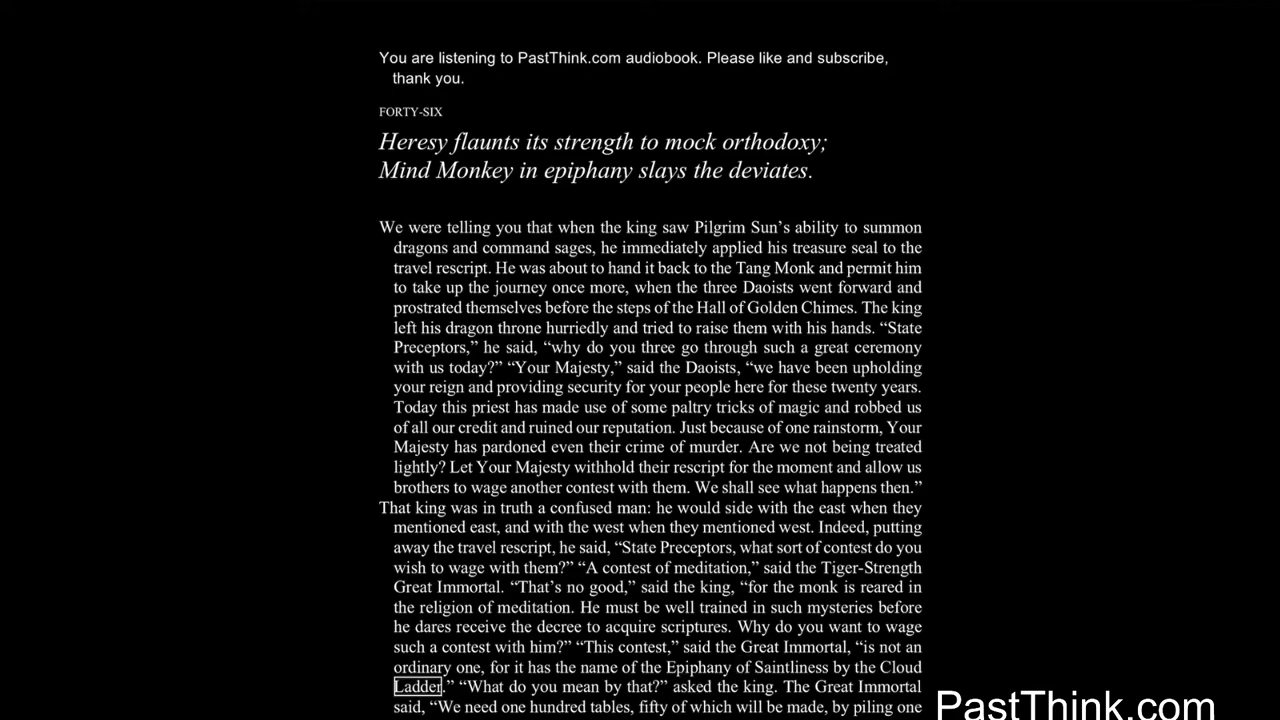 You are listening to PastThink.com audiobook. Please like and subscribe,
thank you.
FORTY-SIX
Heresy flaunts its strength to mock orthodoxy;
Mind Monkey in epiphany slays the deviates.
We were telling you that when the king saw Pilgrim Sun’s ability to summon
dragons and command sages, he immediately applied his treasure seal to the
travel rescript. He was about to hand it back to the Tang Monk and permit him
to take up the journey once more, when the three Daoists went forward and
prostrated themselves before the steps of the Hall of Golden Chimes. The king
left his dragon throne hurriedly and tried to raise them with his hands. “State
Preceptors,” he said, “why do you three go through such a great ceremony
with us today?” “Your Majesty,” said the Daoists, “we have been upholding
your reign and providing security for your people here for these twenty years.
Today this priest has made use of some paltry tricks of magic and robbed us
of all our credit and ruined our reputation. Just because of one rainstorm, Your
Majesty has pardoned even their crime of murder. Are we not being treated
lightly? Let Your Majesty withhold their rescript for the moment and allow us
brothers to wage another contest with them. We shall see what happens then.”
That king was in truth a confused man: he would side with the east when they
mentioned east, and with the west when they mentioned west. Indeed, putting
away the travel rescript, he said, “State Preceptors, what sort of contest do you
wish to wage with them?” “A contest of meditation,” said the Tiger-Strength
Great Immortal. “That’s no good,” said the king, “for the monk is reared in
the religion of meditation. He must be well trained in such mysteries before
he dares receive the decree to acquire scriptures. Why do you want to wage
such a contest with him?” “This contest,” said the Great Immortal, “is not an
ordinary one, for it has the name of the Epiphany of Saintliness by the Cloud
Ladder.” “What do you mean by that?” asked the king. The Great Immortal
said, “We need one hundred tables, fifty of which will be made, by piling one
PastThink.com